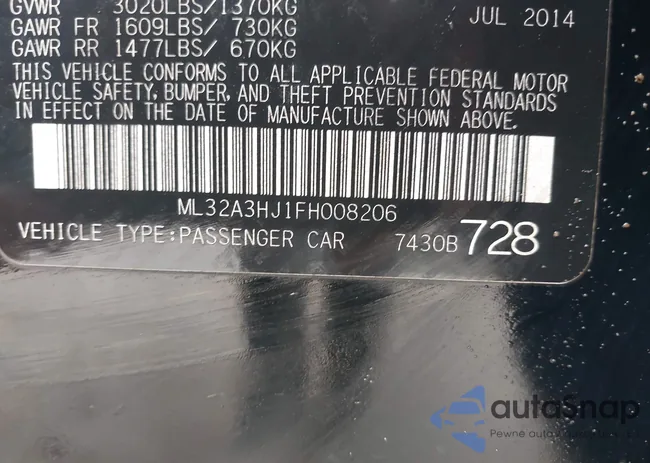 GVWR 3020LBS/1370KG
JUL 2014
GAWR FR 1609LBS/ 730KG
GAWR RR 1477LBS/ 670KG
THIS VEHICLE CONFORMS TO ALL APPLICABLE FEDERAL MOTOR
VEHICLE SAFETY, BUMPER, AND THEFT PREVENTION STANDARDS
IN EFFECT ON THE DATE OF MANUFACTURE SHOWN ABOVE.
ML32A3HJ1FH008206
VEHICLE TYPE:PASSENGER CAR 7430B 728
autoSnap
Pewne auto